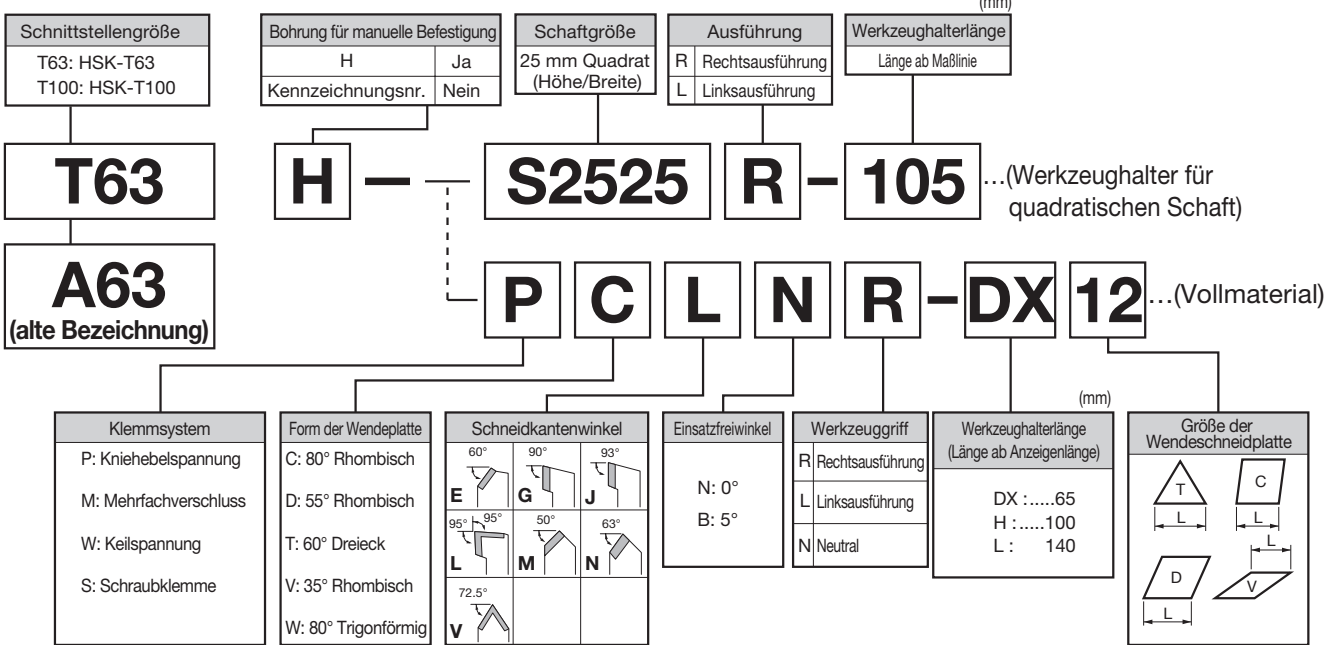 (mm)
Schnittstellengröße
T63: HSK-T63
T100: HSK-T100
Bohrung für manuelle Befestigung
H Ja
Kennzeichnungsnr. Nein
Schaftgröße
25 mm Quadrat
(Höhe/Breite)
Ausführung
R Rechtsausführung
L Linksausführung
Werkzeughalterlänge
Länge ab Maßlinie
T63 H – S2525 R – 105 ...(Werkzeughalter für
quadratischen Schaft)
A63
(alte Bezeichnung)
P C L N R – DX 12 ...(Vollmaterial)
Klemmsystem
P: Kniehebelspannung
M: Mehrfachverschluss
W: Keilspannung
S: Schraubklemme
Form der Wendeplatte
C: 80° Rhombisch
D: 55° Rhombisch
T: 60° Dreieck
V: 35° Rhombisch
W: 80° Trigonförmig
Schneidkantenwinkel
60° 90° 93°
E G J
95° 95° 50° 63°
L M N
72.5°
V
Einsatzfreiwinkel
N: 0°
B: 5°
Werkzeuggriff
R Rechtsausführung
L Linksausführung
N Neutral
(mm)
Werkzeughalterlänge
(Länge ab Anzeigenlänge)
DX :.....65
H :.....100
L : 140
Größe der
Wendeschneidplatte
T C
L L
L
D V
L